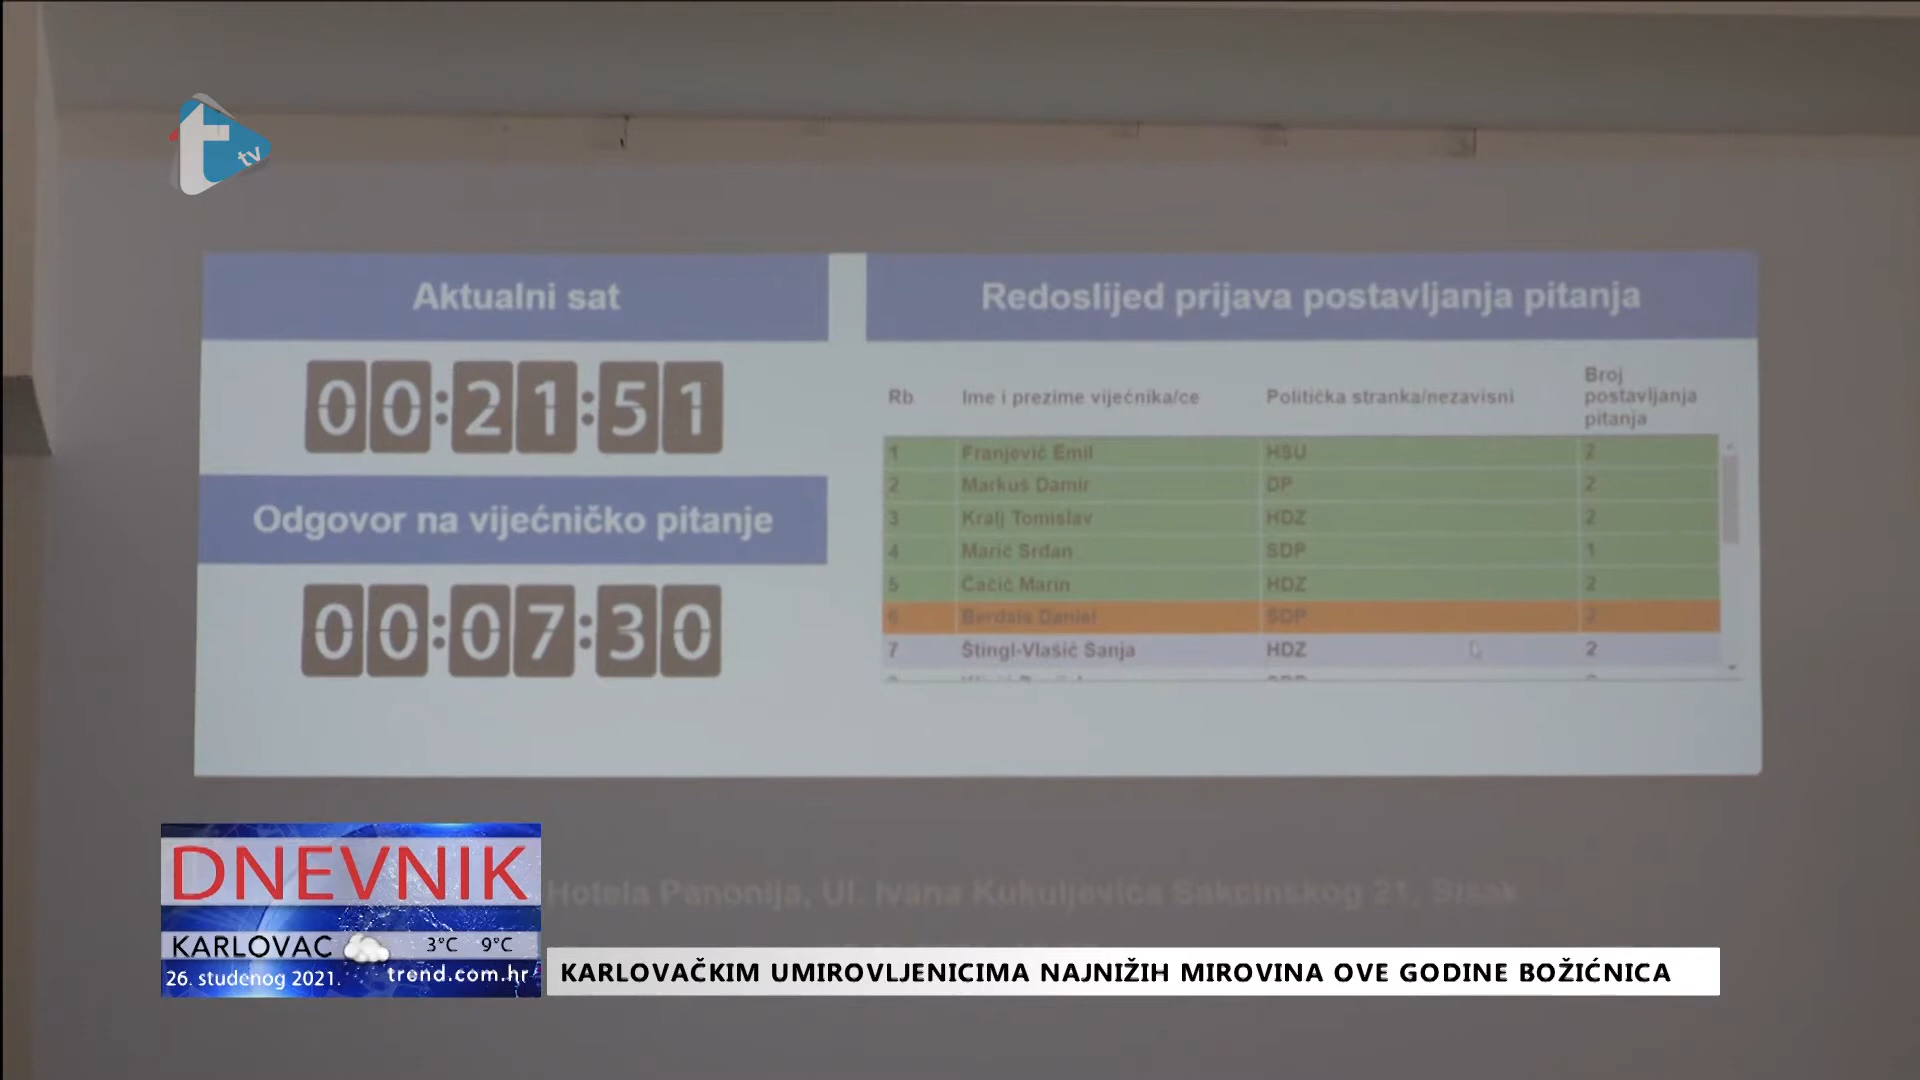 t tv
Aktualni sat
00:21:51
Odgovor na vijećničko pitanje
00:07:30
Redoslijed prijava postavljanja pitanja
Rb Ime i prezime vijećnika/ce Politička stranka/nezavisni Broj postavljanja pitanja
1 Franjević Emil HSU 2
2 Markuš Damir DP 2
3 Kralj Tomislav HDZ 2
4 Marić Srđan SDP 1
5 Čačić Marin HDZ 2
6 Daniel SDP 2
7 Štingl-Vlašić Sanja HDZ 2
Hotela Panonija, Ul. Ivana Kukuljevića Sakcinskog 21, Sisak
DNEVNIK
KARLOVAC 3°C 9°C
26. studenog 2021. trend.com.hr
KARLOVAČKIM UMIROVLJENICIMA NAJNIŽIH MIROVINA OVE GODINE BOŽIĆNICA